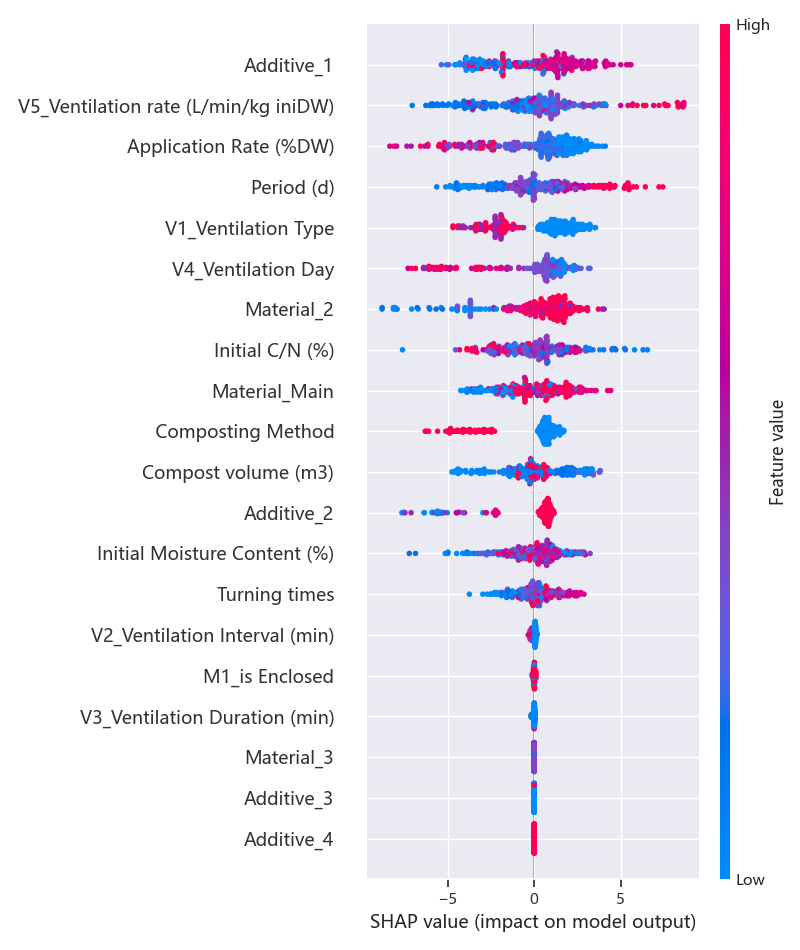 High
Additive_1
V5_Ventilation rate (L/min/kg iniDW)
Application Rate (%DW)
Period (d)
V1_Ventilation Type
V4_Ventilation Day
Material_2
Initial C/N (%)
Material_Main
Composting Method
Compost volume (m3)
Additive_2
Initial Moisture Content (%)
Turning times
V2_Ventilation Interval (min)
M1_is Enclosed
V3_Ventilation Duration (min)
Material_3
Additive_3
Additive_4
Feature value
Low
−5 0 5
SHAP value (impact on model output)